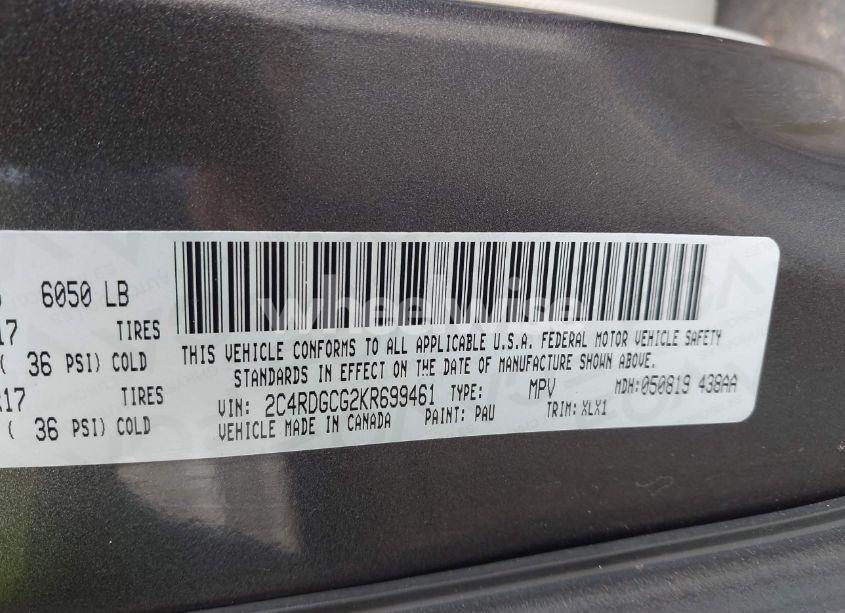 6050 LB
17 TIRES
( 36 PSI) COLD
17 TIRES
( 36 PSI) COLD
wheelwise
THIS VEHICLE CONFORMS TO ALL APPLICABLE U.S.A. FEDERAL MOTOR VEHICLE SAFETY
STANDARDS IN EFFECT ON THE DATE OF MANUFACTURE SHOWN ABOVE.
VIN: 2C4RDGCG2KR699461 TYPE: MPV MDH:050819 438AA
VEHICLE MADE IN CANADA PAINT: PAU TRIM: XLX1